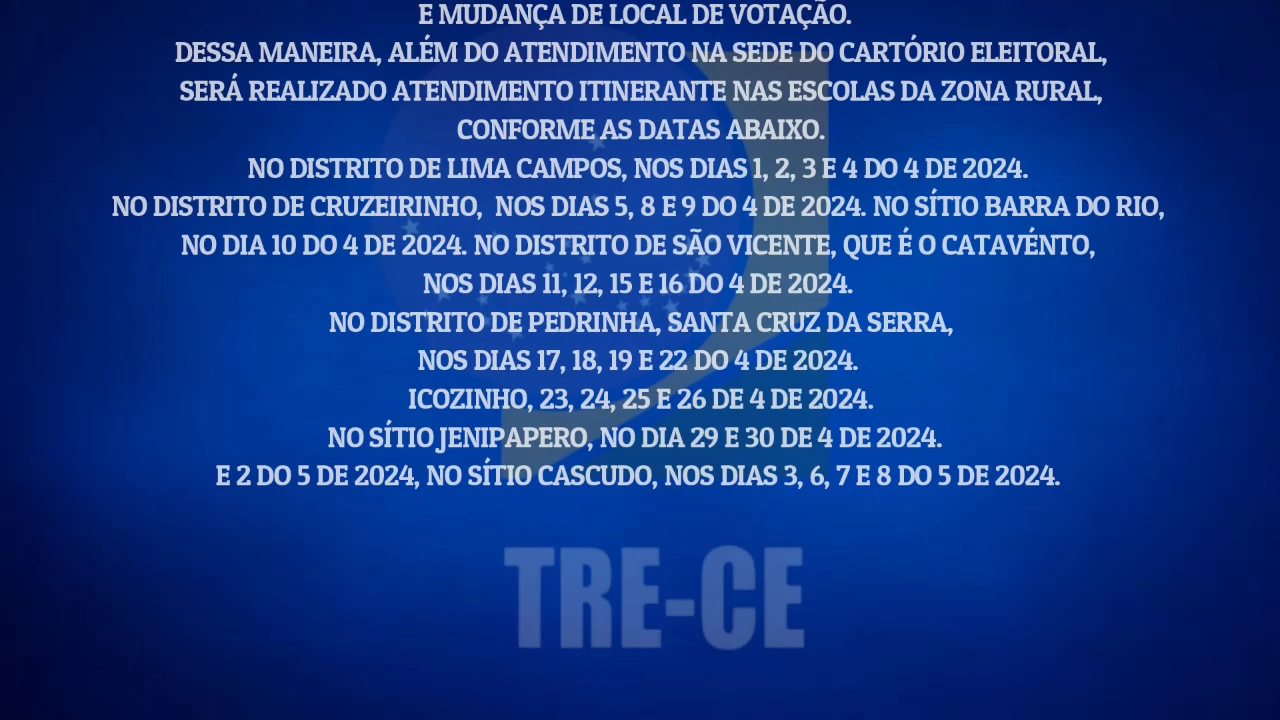 E MUDANÇA DE LOCAL DE VOTAÇÃO.
DESSA MANEIRA, ALÉM DO ATENDIMENTO NA SEDE DO CARTÓRIO ELEITORAL,
SERÁ REALIZADO ATENDIMENTO ITINERANTE NAS ESCOLAS DA ZONA RURAL,
CONFORME AS DATAS ABAIXO.
NO DISTRITO DE LIMA CAMPOS, NOS DIAS 1, 2, 3 E 4 DO 4 DE 2024.
NO DISTRITO DE CRUZEIRINHO, NOS DIAS 5, 8 E 9 DO 4 DE 2024. NO SÍTIO BARRA DO RIO,
NO DIA 10 DO 4 DE 2024. NO DISTRITO DE SÃO VICENTE, QUE É O CATAVÉNTO,
NOS DIAS 11, 12, 15 E 16 DO 4 DE 2024.
NO DISTRITO DE PEDRINHA, SANTA CRUZ DA SERRA,
NOS DIAS 17, 18, 19 E 22 DO 4 DE 2024.
ICOZINHO, 23, 24, 25 E 26 DE 4 DE 2024.
NO SÍTIO JENIPAPERO, NO DIA 29 E 30 DE 4 DE 2024.
E 2 DO 5 DE 2024, NO SÍTIO CASCUDO, NOS DIAS 3, 6, 7 E 8 DO 5 DE 2024.
TRE-CE